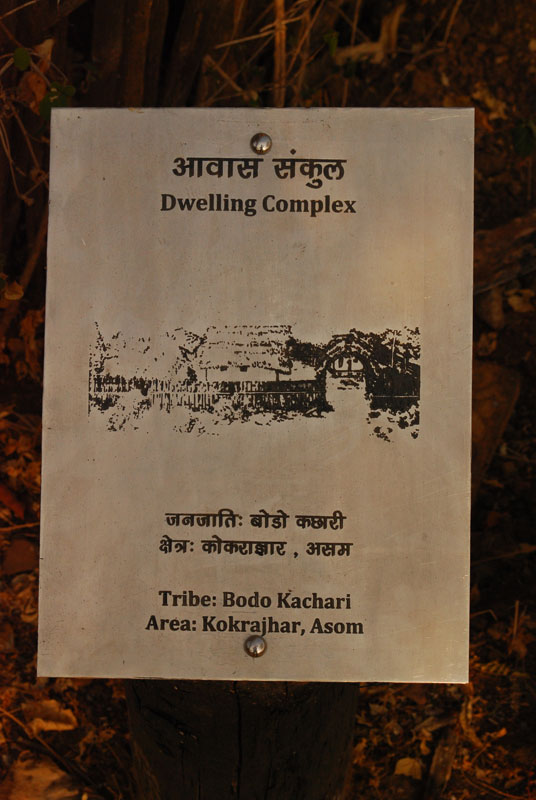 आवास संकुल
Dwelling Complex
जनजातिः बोडो कछारी
क्षेत्रः कोकराझार , असम
Tribe: Bodo Kachari
Area: Kokrajhar, Asom